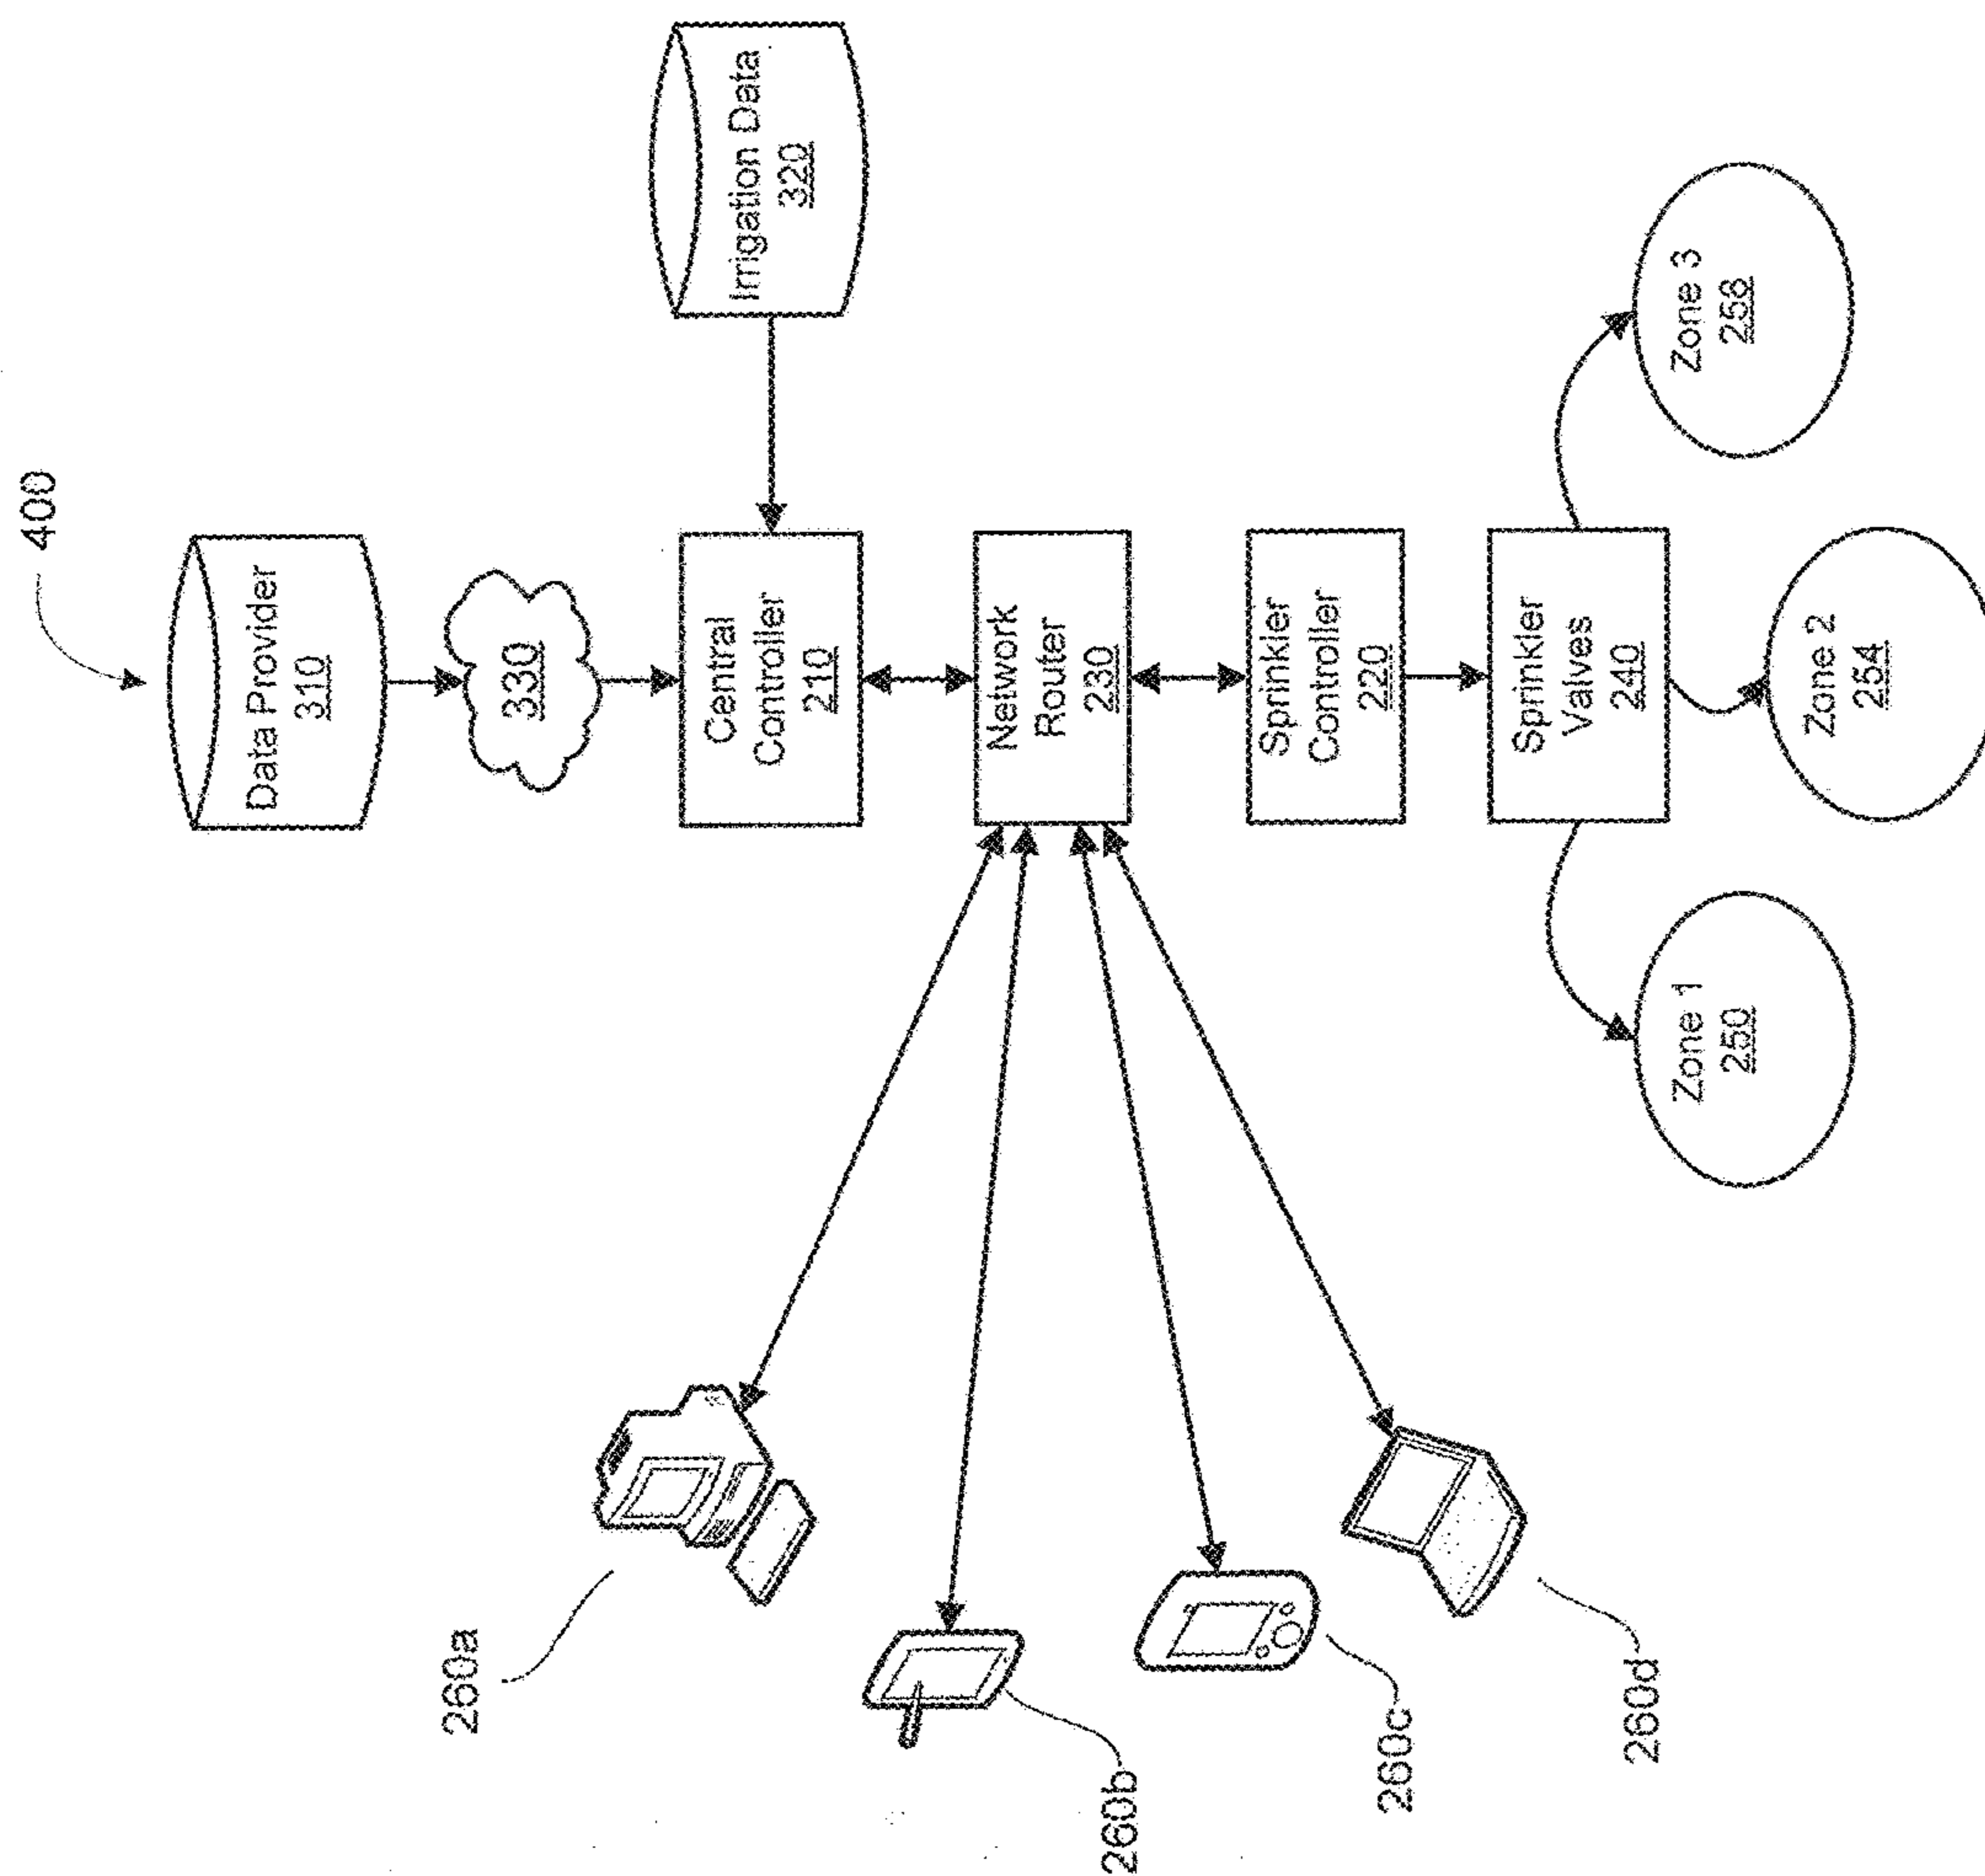 400
Data Provider
310
330
Irrigation Data
320
Central
Controller
210
Network
Router
230
Sprinkler
Controller
220
Sprinkler
Valves
240
Zone 1
250
Zone 2
254
Zone 3
258
260a
260b
260c
260d